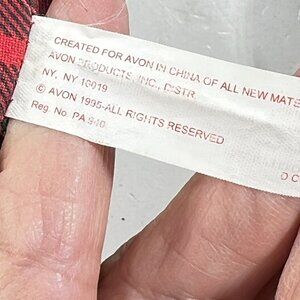 CREATED FOR AVON IN CHINA OF ALL NEW MATE
AVON PRODUCTS, INC., DISTR.
NY, NY 10019
© AVON 1995-ALL RIGHTS RESERVED
Reg. No. PA 940
D C